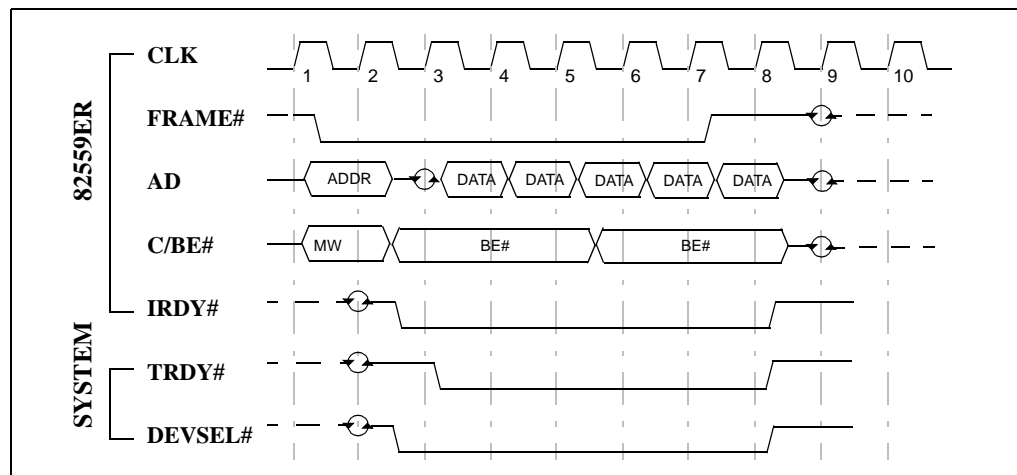 82559ER
SYSTEM
CLK
1 2 3 4 5 6 7 8 9 10
FRAME#
AD
ADDR DATA DATA DATA DATA DATA
C/BE#
MW BE# BE#
IRDY#
TRDY#
DEVSEL#